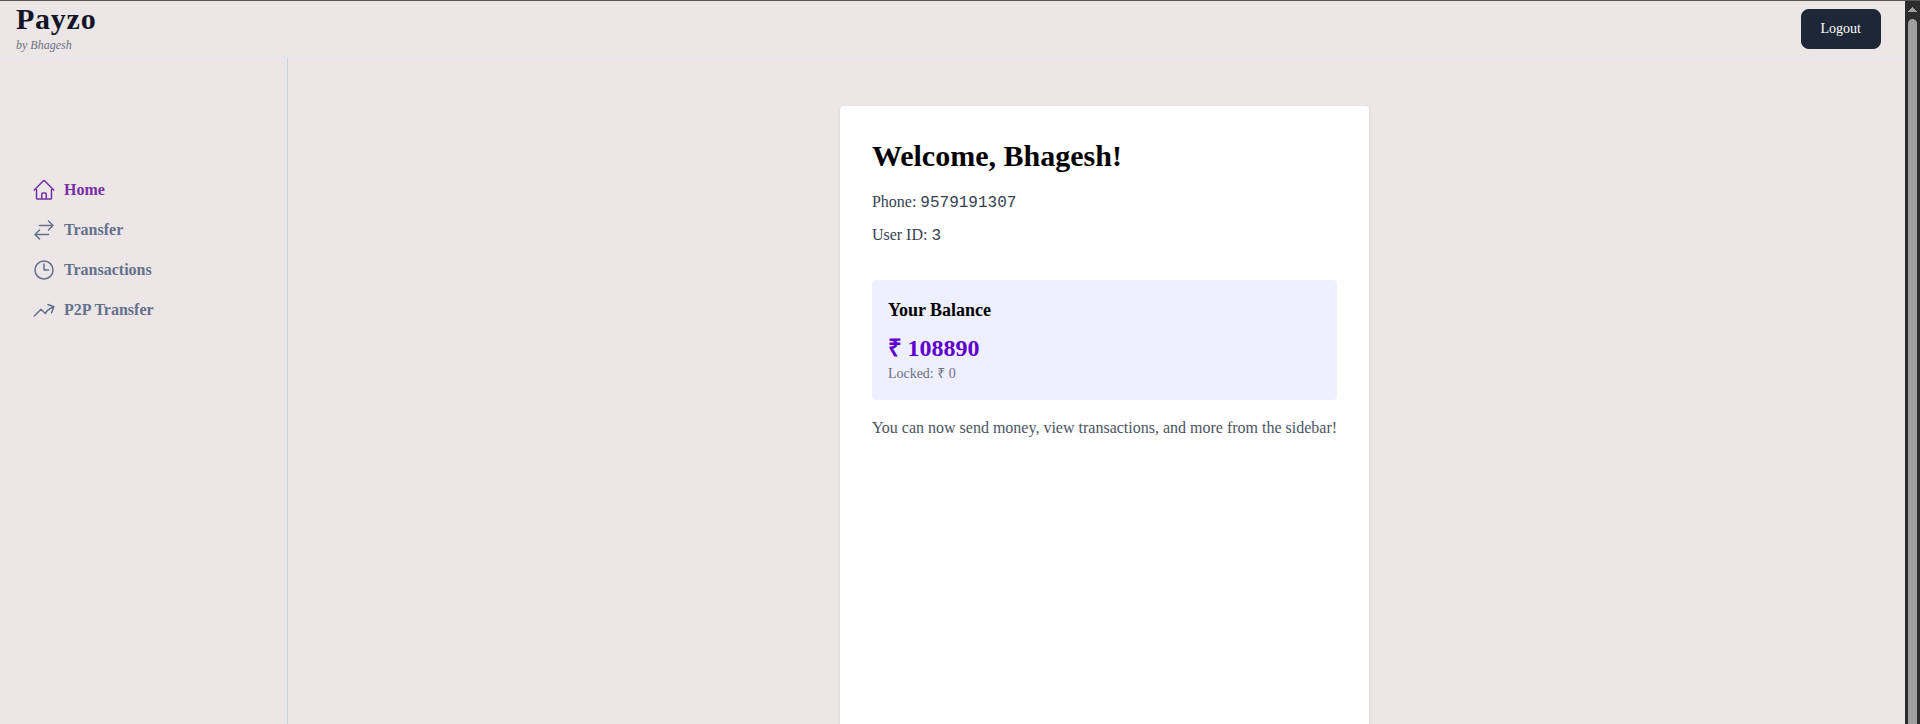 Payzo
by Bhagesh
Logout
Home
Transfer
Transactions
P2P Transfer
Welcome, Bhagesh!
Phone: 9579191307
User ID: 3
Your Balance
₹ 108890
Locked: ₹ 0
You can now send money, view transactions, and more from the sidebar!